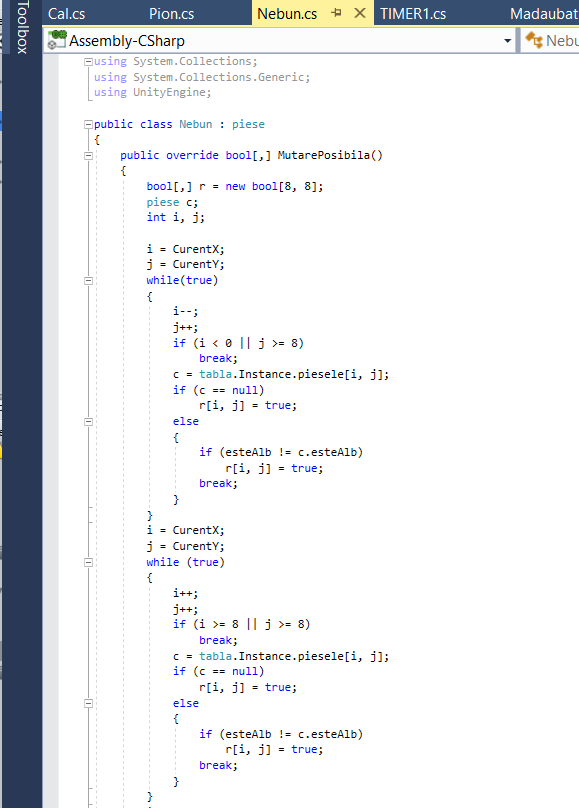 Toolbox
Cal.cs Pion.cs Nebun.cs TIMER1.cs Madaubat
Assembly-CSharp Nebu
using System.Collections;
using System.Collections.Generic;
using UnityEngine;
public class Nebun : piese
{
public override bool[,] MutarePosibila()
{
bool[,] r = new bool[8, 8];
piese c;
int i, j;
i = CurentX;
j = CurentY;
while(true)
{
i--;
j++;
if (i < 0 || j >= 8)
break;
c = tabla.Instance.piesele[i, j];
if (c == null)
r[i, j] = true;
else
{
if (esteAlb != c.esteAlb)
r[i, j] = true;
break;
}
}
i = CurentX;
j = CurentY;
while (true)
{
i++;
j++;
if (i >= 8 || j >= 8)
break;
c = tabla.Instance.piesele[i, j];
if (c == null)
r[i, j] = true;
else
{
if (esteAlb != c.esteAlb)
r[i, j] = true;
break;
}
}